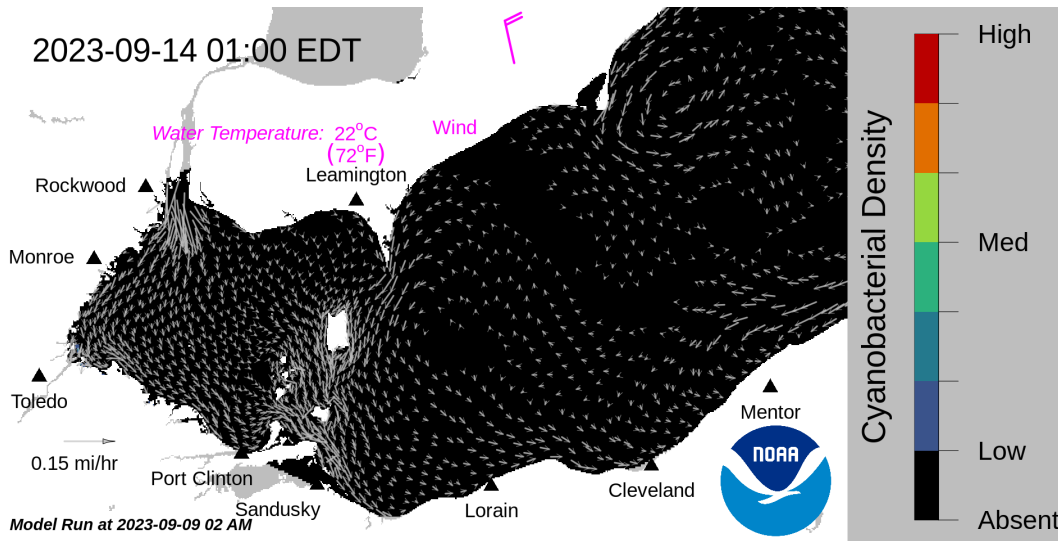 2023-09-14 01:00 EDT
Water Temperature: 22°C
(72°F)
Wind
Leamington
Rockwood
Monroe
Toledo
0.15 mi/hr
Port Clinton
Sandusky
Lorain
Cleveland
Mentor
NOAA
Model Run at 2023-09-09 02 AM
Cyanobacterial Density
High
Med
Low
Absent